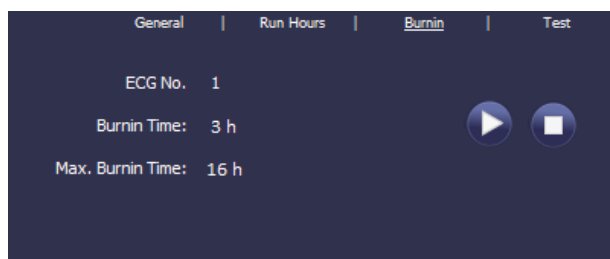 General | Run Hours | Burnin | Test
ECG No. 1
Burnin Time: 3 h
Max. Burnin Time: 16 h